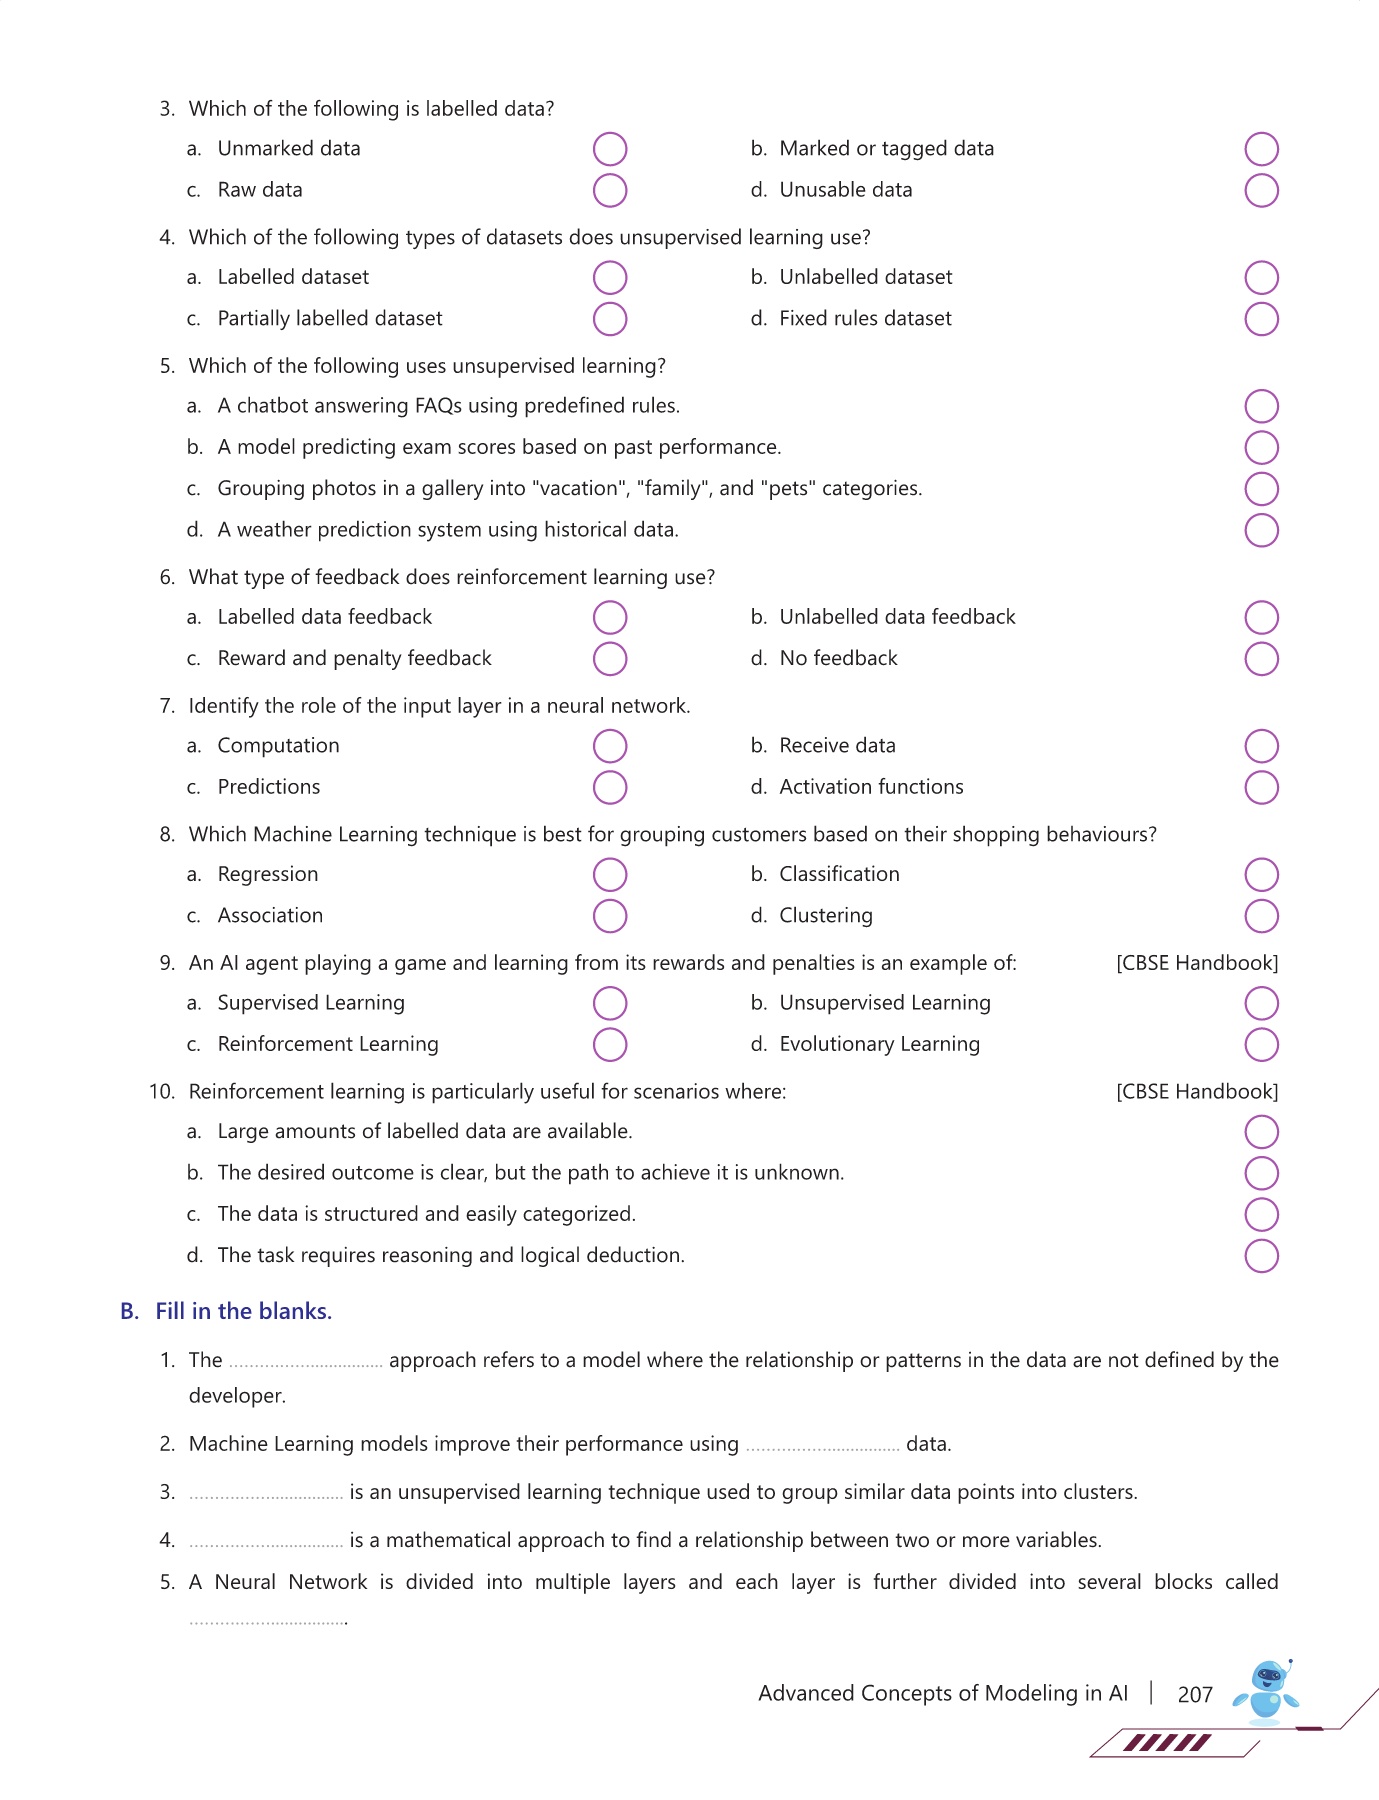 3. Which of the following is labelled data?
a. Unmarked data
b. Marked or tagged data
c. Raw data
d. Unusable data
4. Which of the following types of datasets does unsupervised learning use?
a. Labelled dataset
b. Unlabelled dataset
c. Partially labelled dataset
d. Fixed rules dataset
5. Which of the following uses unsupervised learning?
a. A chatbot answering FAQs using predefined rules.
b. A model predicting exam scores based on past performance.
c. Grouping photos in a gallery into "vacation", "family", and "pets" categories.
d. A weather prediction system using historical data.
6. What type of feedback does reinforcement learning use?
a. Labelled data feedback
b. Unlabelled data feedback
c. Reward and penalty feedback
d. No feedback
7. Identify the role of the input layer in a neural network.
a. Computation
b. Receive data
c. Predictions
d. Activation functions
8. Which Machine Learning technique is best for grouping customers based on their shopping behaviours?
a. Regression
b. Classification
c. Association
d. Clustering
9. An AI agent playing a game and learning from its rewards and penalties is an example of: [CBSE Handbook]
a. Supervised Learning
b. Unsupervised Learning
c. Reinforcement Learning
d. Evolutionary Learning
10. Reinforcement learning is particularly useful for scenarios where: [CBSE Handbook]
a. Large amounts of labelled data are available.
b. The desired outcome is clear, but the path to achieve it is unknown.
c. The data is structured and easily categorized.
d. The task requires reasoning and logical deduction.
B. Fill in the blanks.
1. The .............................. approach refers to a model where the relationship or patterns in the data are not defined by the
developer.
2. Machine Learning models improve their performance using .............................. data.
3. .............................. is an unsupervised learning technique used to group similar data points into clusters.
4. .............................. is a mathematical approach to find a relationship between two or more variables.
5. A Neural Network is divided into multiple layers and each layer is further divided into several blocks called
...............................
Advanced Concepts of Modeling in AI | 207